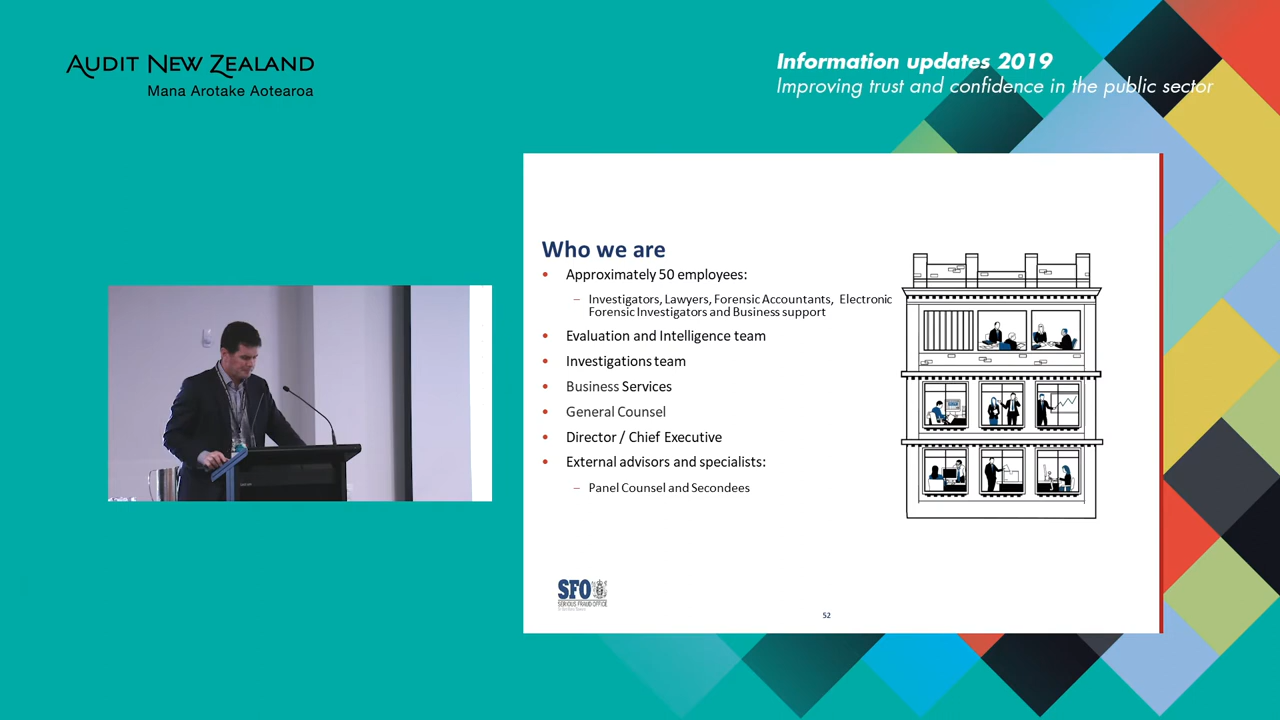 AUDIT NEW ZEALAND
Mana Arotake Aotearoa
Information updates 2019
Improving trust and confidence in the public sector
Who we are
• Approximately 50 employees:
– Investigators, Lawyers, Forensic Accountants, Electronic
Forensic Investigators and Business support
• Evaluation and Intelligence team
• Investigations team
• Business Services
• General Counsel
• Director / Chief Executive
• External advisors and specialists:
– Panel Counsel and Secondees
SFO
SERIOUS FRAUD OFFICE
52